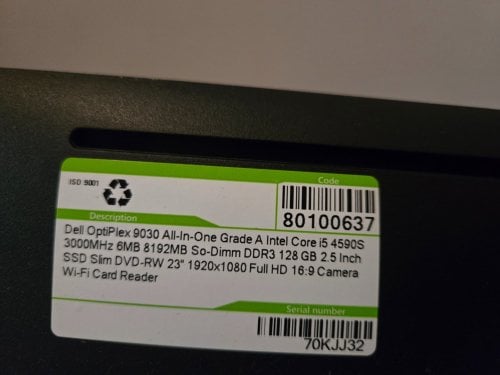 ISO 9001
Code
80100637
Description
Dell OptiPlex 9030 All-In-One Grade A Intel Core i5 4590S
3000MHz 6MB 8192MB So-Dimm DDR3 128 GB 2.5 Inch
SSD Slim DVD-RW 23" 1920x1080 Full HD 16:9 Camera
Wi-Fi Card Reader
Serial number
70KJJ32